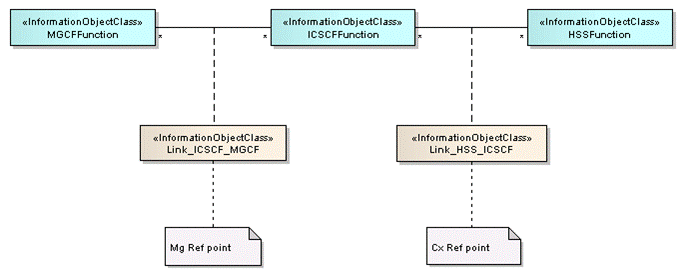 «InformationObjectClass»
MGCFFunction
*
*
«InformationObjectClass»
ICSCFFunction
*
*
«InformationObjectClass»
HSSFunction
«InformationObjectClass»
Link_ICSCF_MGCF
«InformationObjectClass»
Link_HSS_ICSCF
Mg Ref point
Cx Ref point